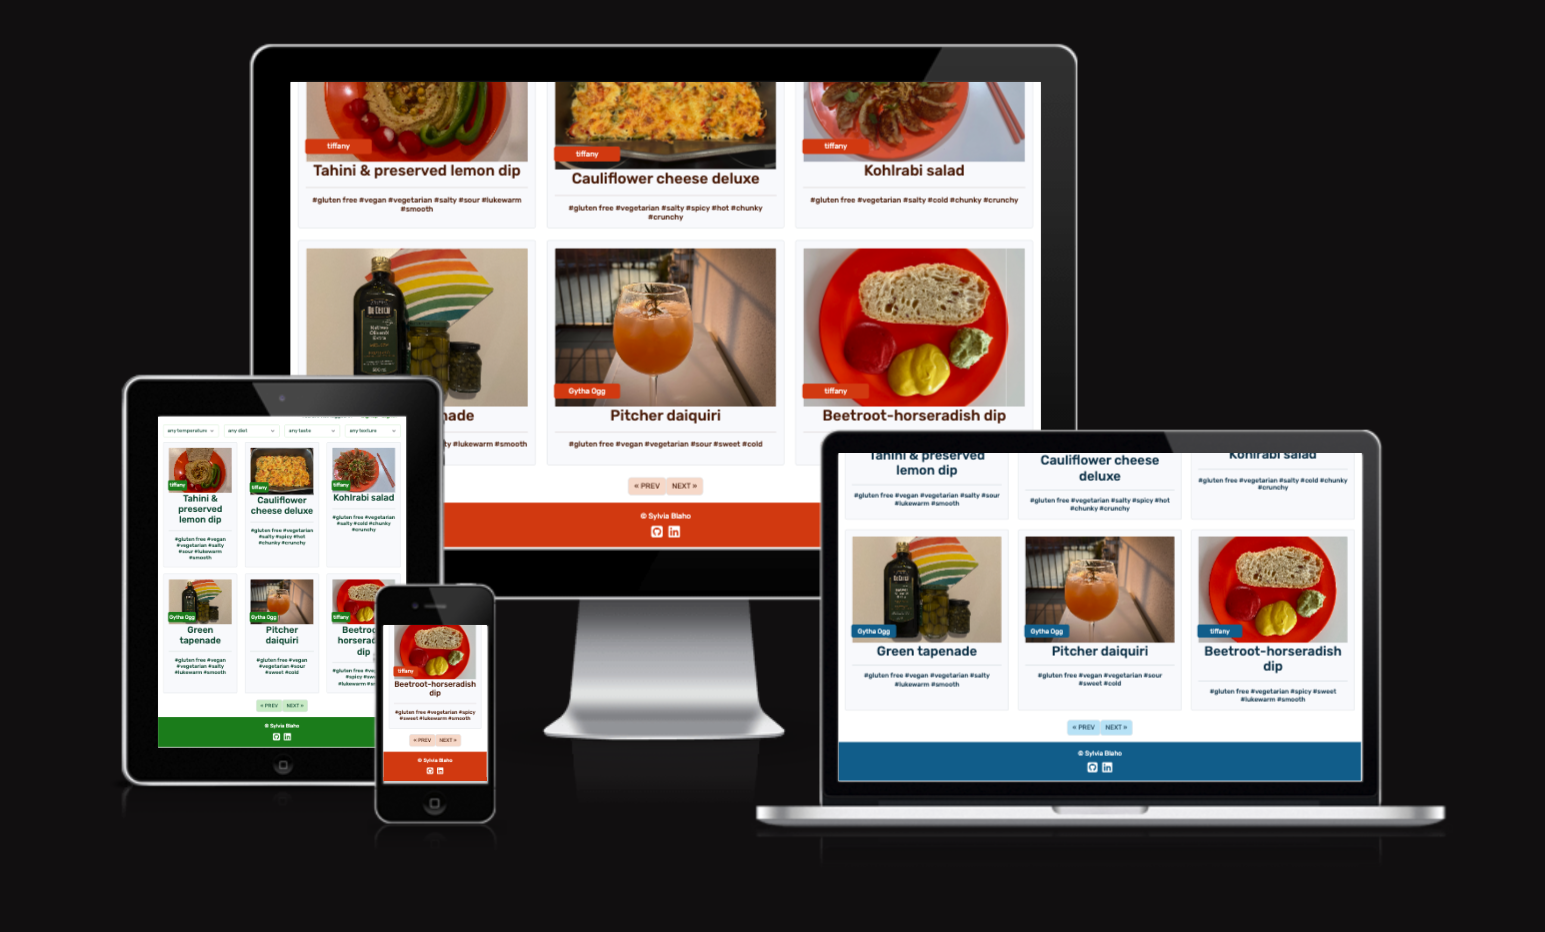 tiffany
Tahini & preserved lemon dip
#gluten free #vegan #vegetarian #salty #sour #lukewarm
#smooth
tiffany
Cauliflower cheese deluxe
#gluten free #vegetarian #salty #spicy #hot #chunky
#crunchy
tiffany
Kohlrabi salad
#gluten free #vegetarian #salty #cold #chunky #crunchy
nade
ty #lukewarm #smooth
Gytha Ogg
Pitcher daiquiri
#gluten free #vegan #vegetarian #sour #sweet #cold
tiffany
Beetroot-horseradish dip
#gluten free #vegetarian
« PREV NEXT »
© Sylvia Blaho
any temperature any diet any taste any texture
tiffany
Tahini &
preserved
lemon dip
#gluten free #vegan
#vegetarian #salty
#sour #lukewarm
#smooth
tiffany
Cauliflower
cheese deluxe
#gluten free #vegetarian
#salty #spicy #hot
#chunky #crunchy
tiffany
Kohlrabi salad
#gluten free #vegetarian
#salty #cold #chunky
#crunchy
Gytha Ogg
Green
tapenade
#gluten free #vegan
#vegetarian #salty
#lukewarm #smooth
Gytha Ogg
Pitcher
daiquiri
#gluten free #vegan
#vegetarian #sour
#sweet #cold
tiffany
Beetroo
horserad
dip
#gluten free #veg
#spicy #sw
#lukewarm #s
« PREV NEXT »
© Sylvia Blaho
tiffany
Beetroot-horseradish
dip
#gluten free #vegetarian #spicy
#sweet #lukewarm #smooth
« PREV NEXT »
© Sylvia Blaho
Tahini & preserved
lemon dip
#gluten free #vegan #vegetarian #salty #sour
#lukewarm #smooth
Cauliflower cheese
deluxe
#gluten free #vegetarian #salty #spicy #hot
#chunky #crunchy
Kohlrabi salad
#gluten free #vegetarian #salty #cold #chunky
#crunchy
Gytha Ogg
Green tapenade
#gluten free #vegan #vegetarian #salty
#lukewarm #smooth
Gytha Ogg
Pitcher daiquiri
#gluten free #vegan #vegetarian #sour
#sweet #cold
tiffany
Beetroot-horseradish
dip
#gluten free #vegetarian #spicy #sweet
#lukewarm #smooth
« PREV NEXT »
© Sylvia Blaho